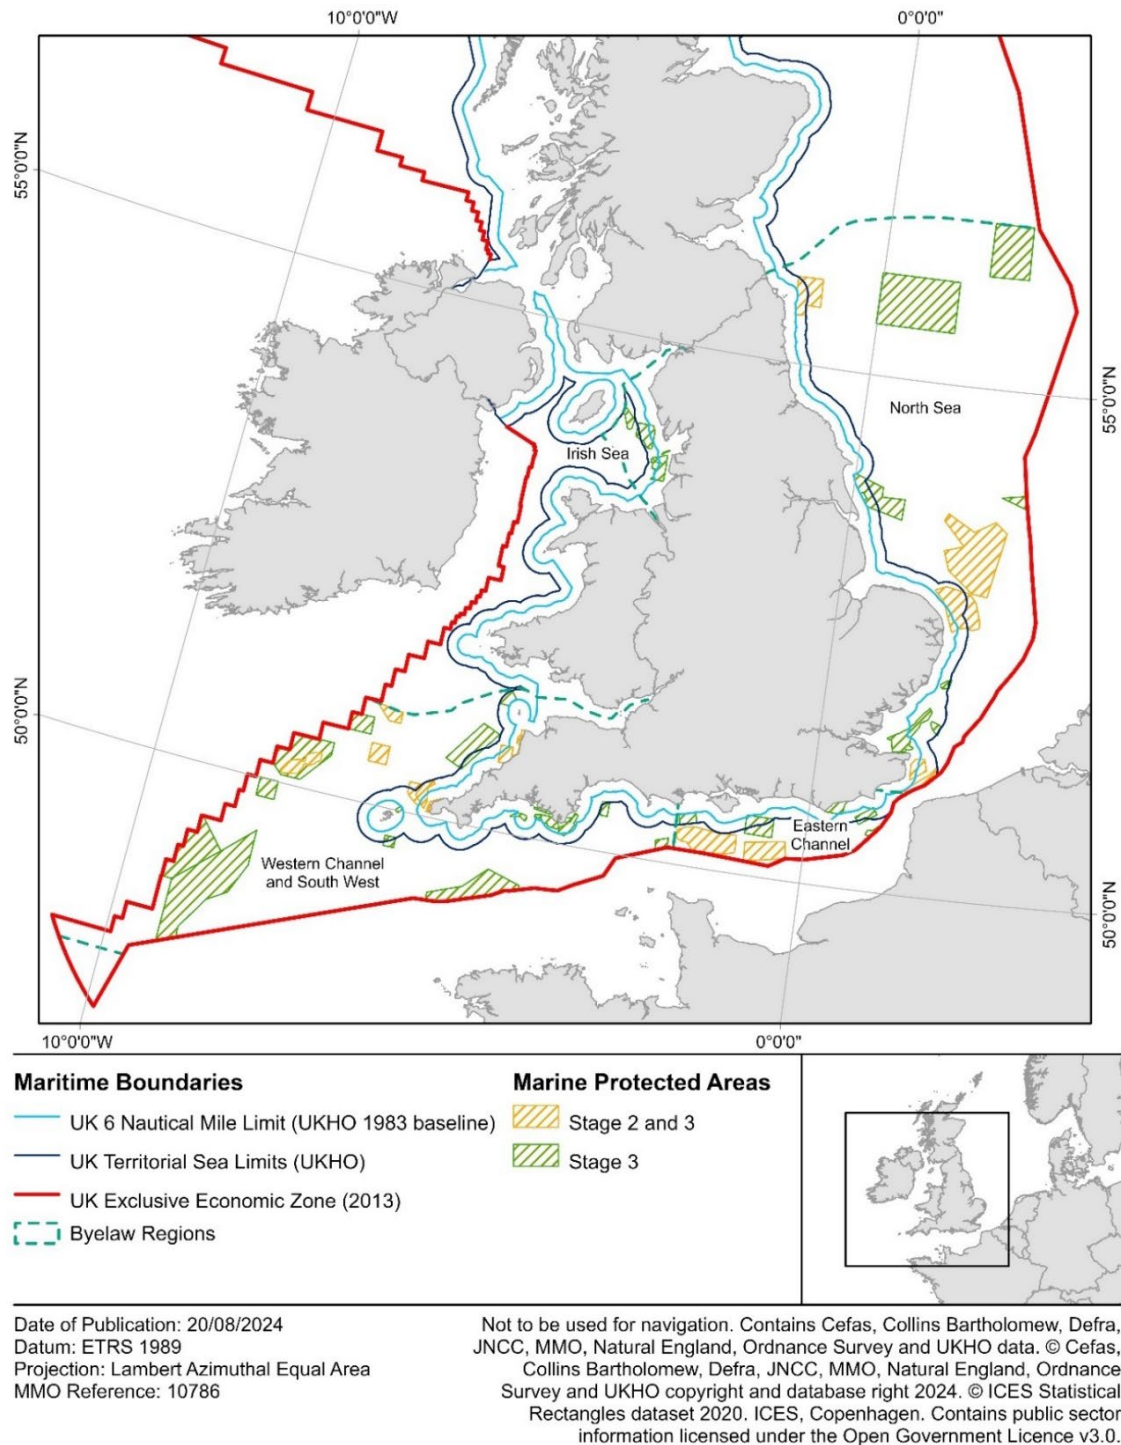 10°0'0"W
0°0'0"
55°0'0"N
55°0'0"N
North Sea
Irish Sea
50°0'0"N
Eastern
Channel
Western Channel
and South West
50°0'0"N
10°0'0"W
0°0'0"
Maritime Boundaries
UK 6 Nautical Mile Limit (UKHO 1983 baseline)
UK Territorial Sea Limits (UKHO)
UK Exclusive Economic Zone (2013)
Byelaw Regions
Marine Protected Areas
Stage 2 and 3
Stage 3
Date of Publication: 20/08/2024
Datum: ETRS 1989
Projection: Lambert Azimuthal Equal Area
MMO Reference: 10786
Not to be used for navigation. Contains Cefas, Collins Bartholomew, Defra,
JNCC, MMO, Natural England, Ordnance Survey and UKHO data. © Cefas,
Collins Bartholomew, Defra, JNCC, MMO, Natural England, Ordnance
Survey and UKHO copyright and database right 2024. © ICES Statistical
Rectangles dataset 2020. ICES, Copenhagen. Contains public sector
information licensed under the Open Government Licence v3.0.